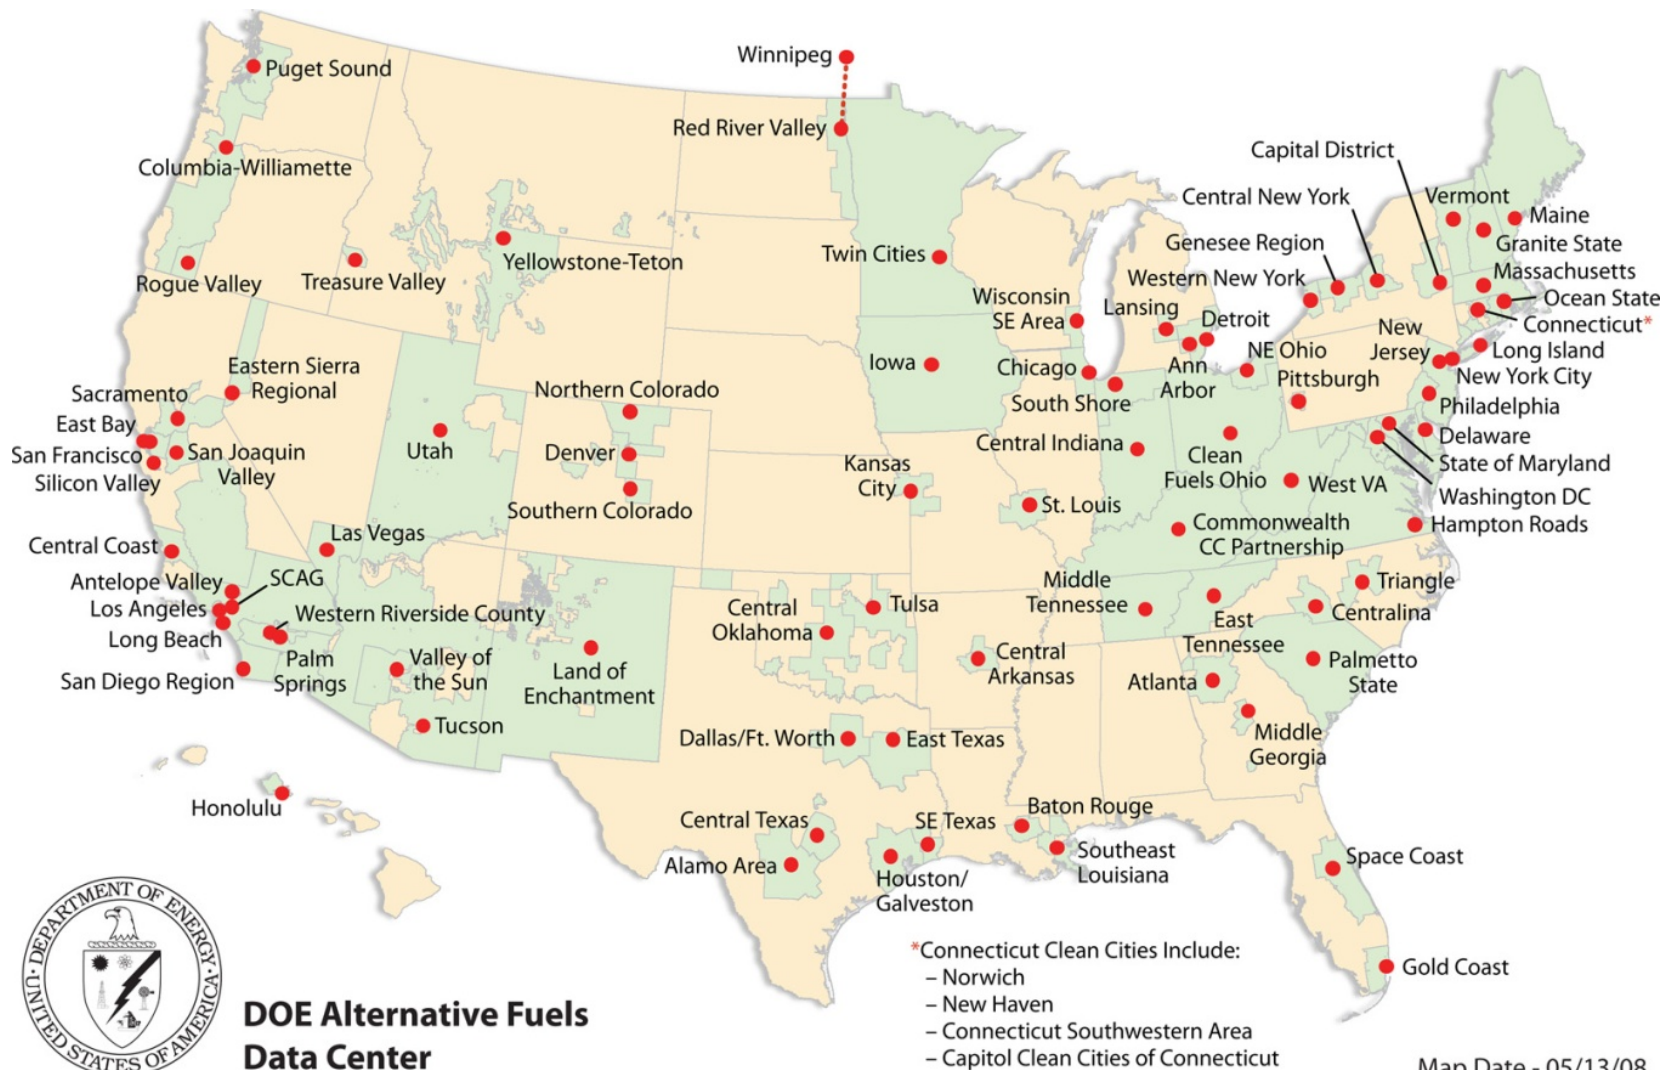 Winnipeg
Puget Sound
Red River Valley
Columbia-Williamette
Capital District
Central New York
Vermont
Maine
Genesee Region
Granite State
Twin Cities
Yellowstone-Teton
Rogue Valley
Treasure Valley
Western New York
Massachusetts
Wisconsin
SE Area
Lansing
Ocean State
Detroit
Connecticut*
New
Jersey
Long Island
NE Ohio
Eastern Sierra
Regional
Iowa
Chicago
Ann
Arbor
Pittsburgh
New York City
Sacramento
Northern Colorado
South Shore
Philadelphia
East Bay
Delaware
San Francisco
San Joaquin
Valley
Utah
Denver
Central Indiana
Clean
Fuels Ohio
State of Maryland
Silicon Valley
Kansas
City
West VA
Washington DC
Southern Colorado
St. Louis
Hampton Roads
Las Vegas
Commonwealth
CC Partnership
Central Coast
Antelope Valley
SCAG
Middle
Tennessee
Triangle
Los Angeles
Western Riverside County
Central
Oklahoma
Tulsa
East
Tennessee
Centralina
Long Beach
Palm
Springs
Valley of
the Sun
Land of
Enchantment
Central
Arkansas
Palmetto
State
San Diego Region
Atlanta
Tucson
Dallas/Ft. Worth
East Texas
Middle
Georgia
Honolulu
Central Texas
SE Texas
Baton Rouge
Alamo Area
Houston/
Galveston
Southeast
Louisiana
Space Coast
Gold Coast
*Connecticut Clean Cities Include:
– Norwich
– New Haven
– Connecticut Southwestern Area
– Capitol Clean Cities of Connecticut
DEPARTMENT OF ENERGY
UNITED STATES OF AMERICA
DOE Alternative Fuels
Data Center
Map Date - 05/13/08